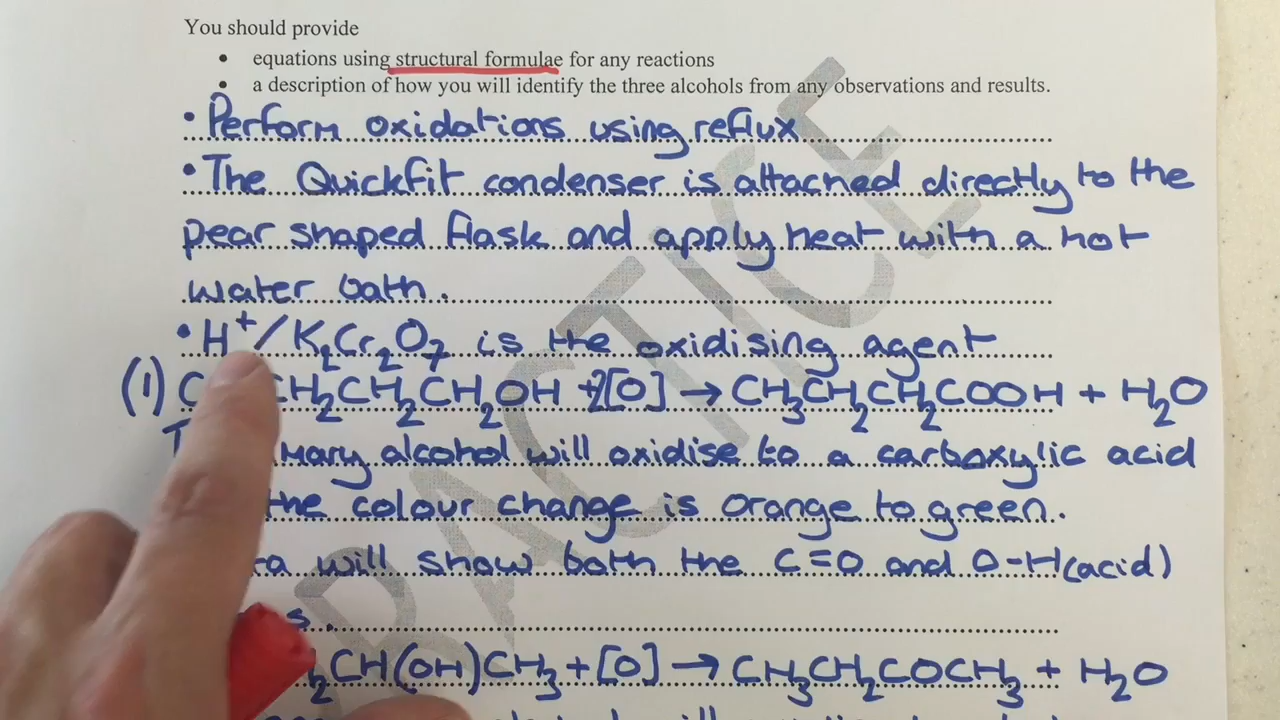 You should provide
• equations using structural formulae for any reactions
• a description of how you will identify the three alcohols from any observations and results.
• Perform oxidations using reflux
• The Quickfit condenser is attached directly to the
pear shaped flask and apply heat with a hot
water bath.
• H⁺/K₂Cr₂O₇ is the oxidising agent
(1) C CH₂CH₂CH₂OH + 2[O] → CH₃CH₂CH₂COOH + H₂O
alcohol will oxidise to a carboxylic acid
the colour change is orange to green.
will show both the C=O and O-H (acid)
CH(OH)CH₃ + [O] → CH₃CH₂COCH₃ + H₂O
PRACTICE